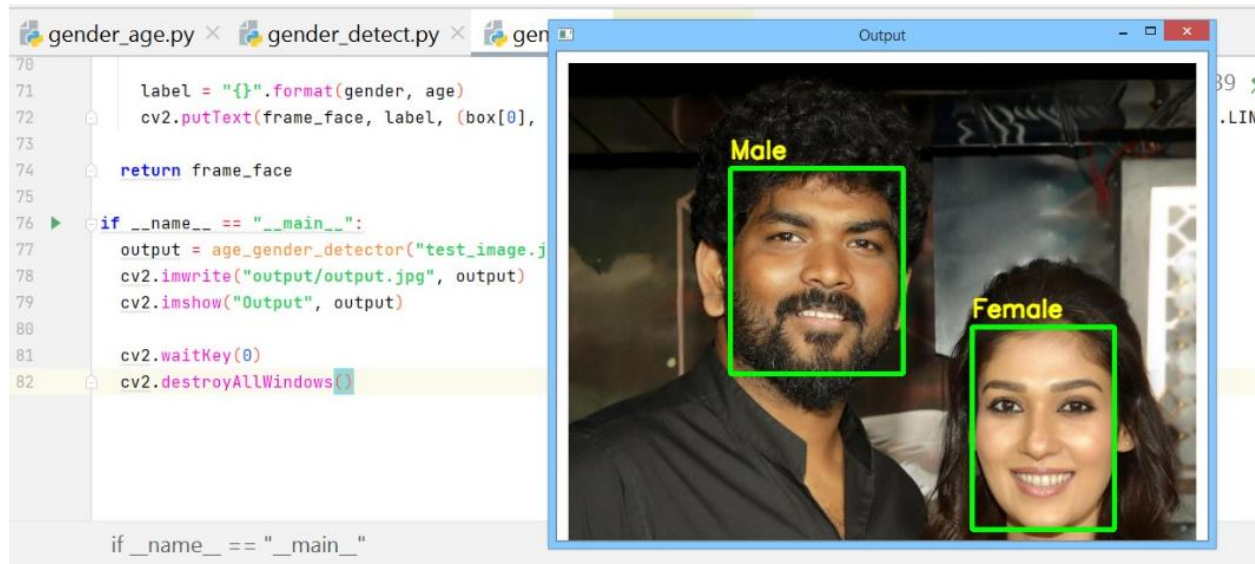 gender_age.py × gender_detect.py × gen
Output
70
71 label = "{}".format(gender, age)
39
72 cv2.putText(frame_face, label, (box[0],
.LIN
73
74 return frame_face
75
76 if __name__ == "__main__":
77 output = age_gender_detector("test_image.j
78 cv2.imwrite("output/output.jpg", output)
79 cv2.imshow("Output", output)
80
81 cv2.waitKey(0)
82 cv2.destroyAllWindows()
if __name__ == "__main__"
Male
Female